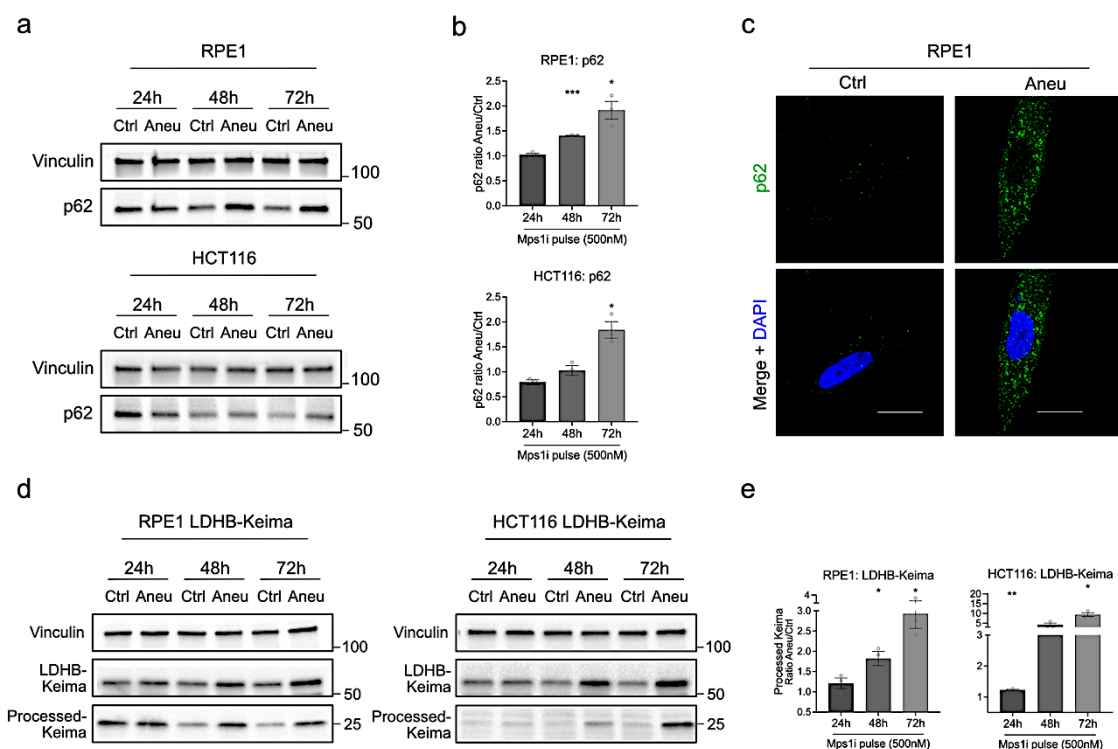 a
RPE1
24h 48h 72h
Ctrl Aneu Ctrl Aneu Ctrl Aneu
Vinculin
100
p62
50
HCT116
24h 48h 72h
Ctrl Aneu Ctrl Aneu Ctrl Aneu
Vinculin
100
p62
50
b
RPE1: p62
p62 ratio Aneu/Ctrl
2.5
2.0
1.5
1.0
0.5
0.0
***
*
24h 48h 72h
Mps1i pulse (500nM)
HCT116: p62
p62 ratio Aneu/Ctrl
2.5
2.0
1.5
1.0
0.5
0.0
*
24h 48h 72h
Mps1i pulse (500nM)
c
RPE1
Ctrl Aneu
p62
Merge + DAPI
d
RPE1 LDHB-Keima
24h 48h 72h
Ctrl Aneu Ctrl Aneu Ctrl Aneu
Vinculin
100
LDHB-
Keima
50
Processed-
Keima
25
HCT116 LDHB-Keima
24h 48h 72h
Ctrl Aneu Ctrl Aneu Ctrl Aneu
Vinculin
100
LDHB-
Keima
50
Processed-
Keima
25
e
RPE1: LDHB-Keima
Processed Keima
Ratio Aneu/Ctrl
4
3.0
2.5
2.0
1.5
1.0
0.5
*
*
24h 48h 72h
Mps1i pulse (500nM)
HCT116: LDHB-Keima
20
15
10
5
3
2
1
**
*
24h 48h 72h
Mps1i pulse (500nM)